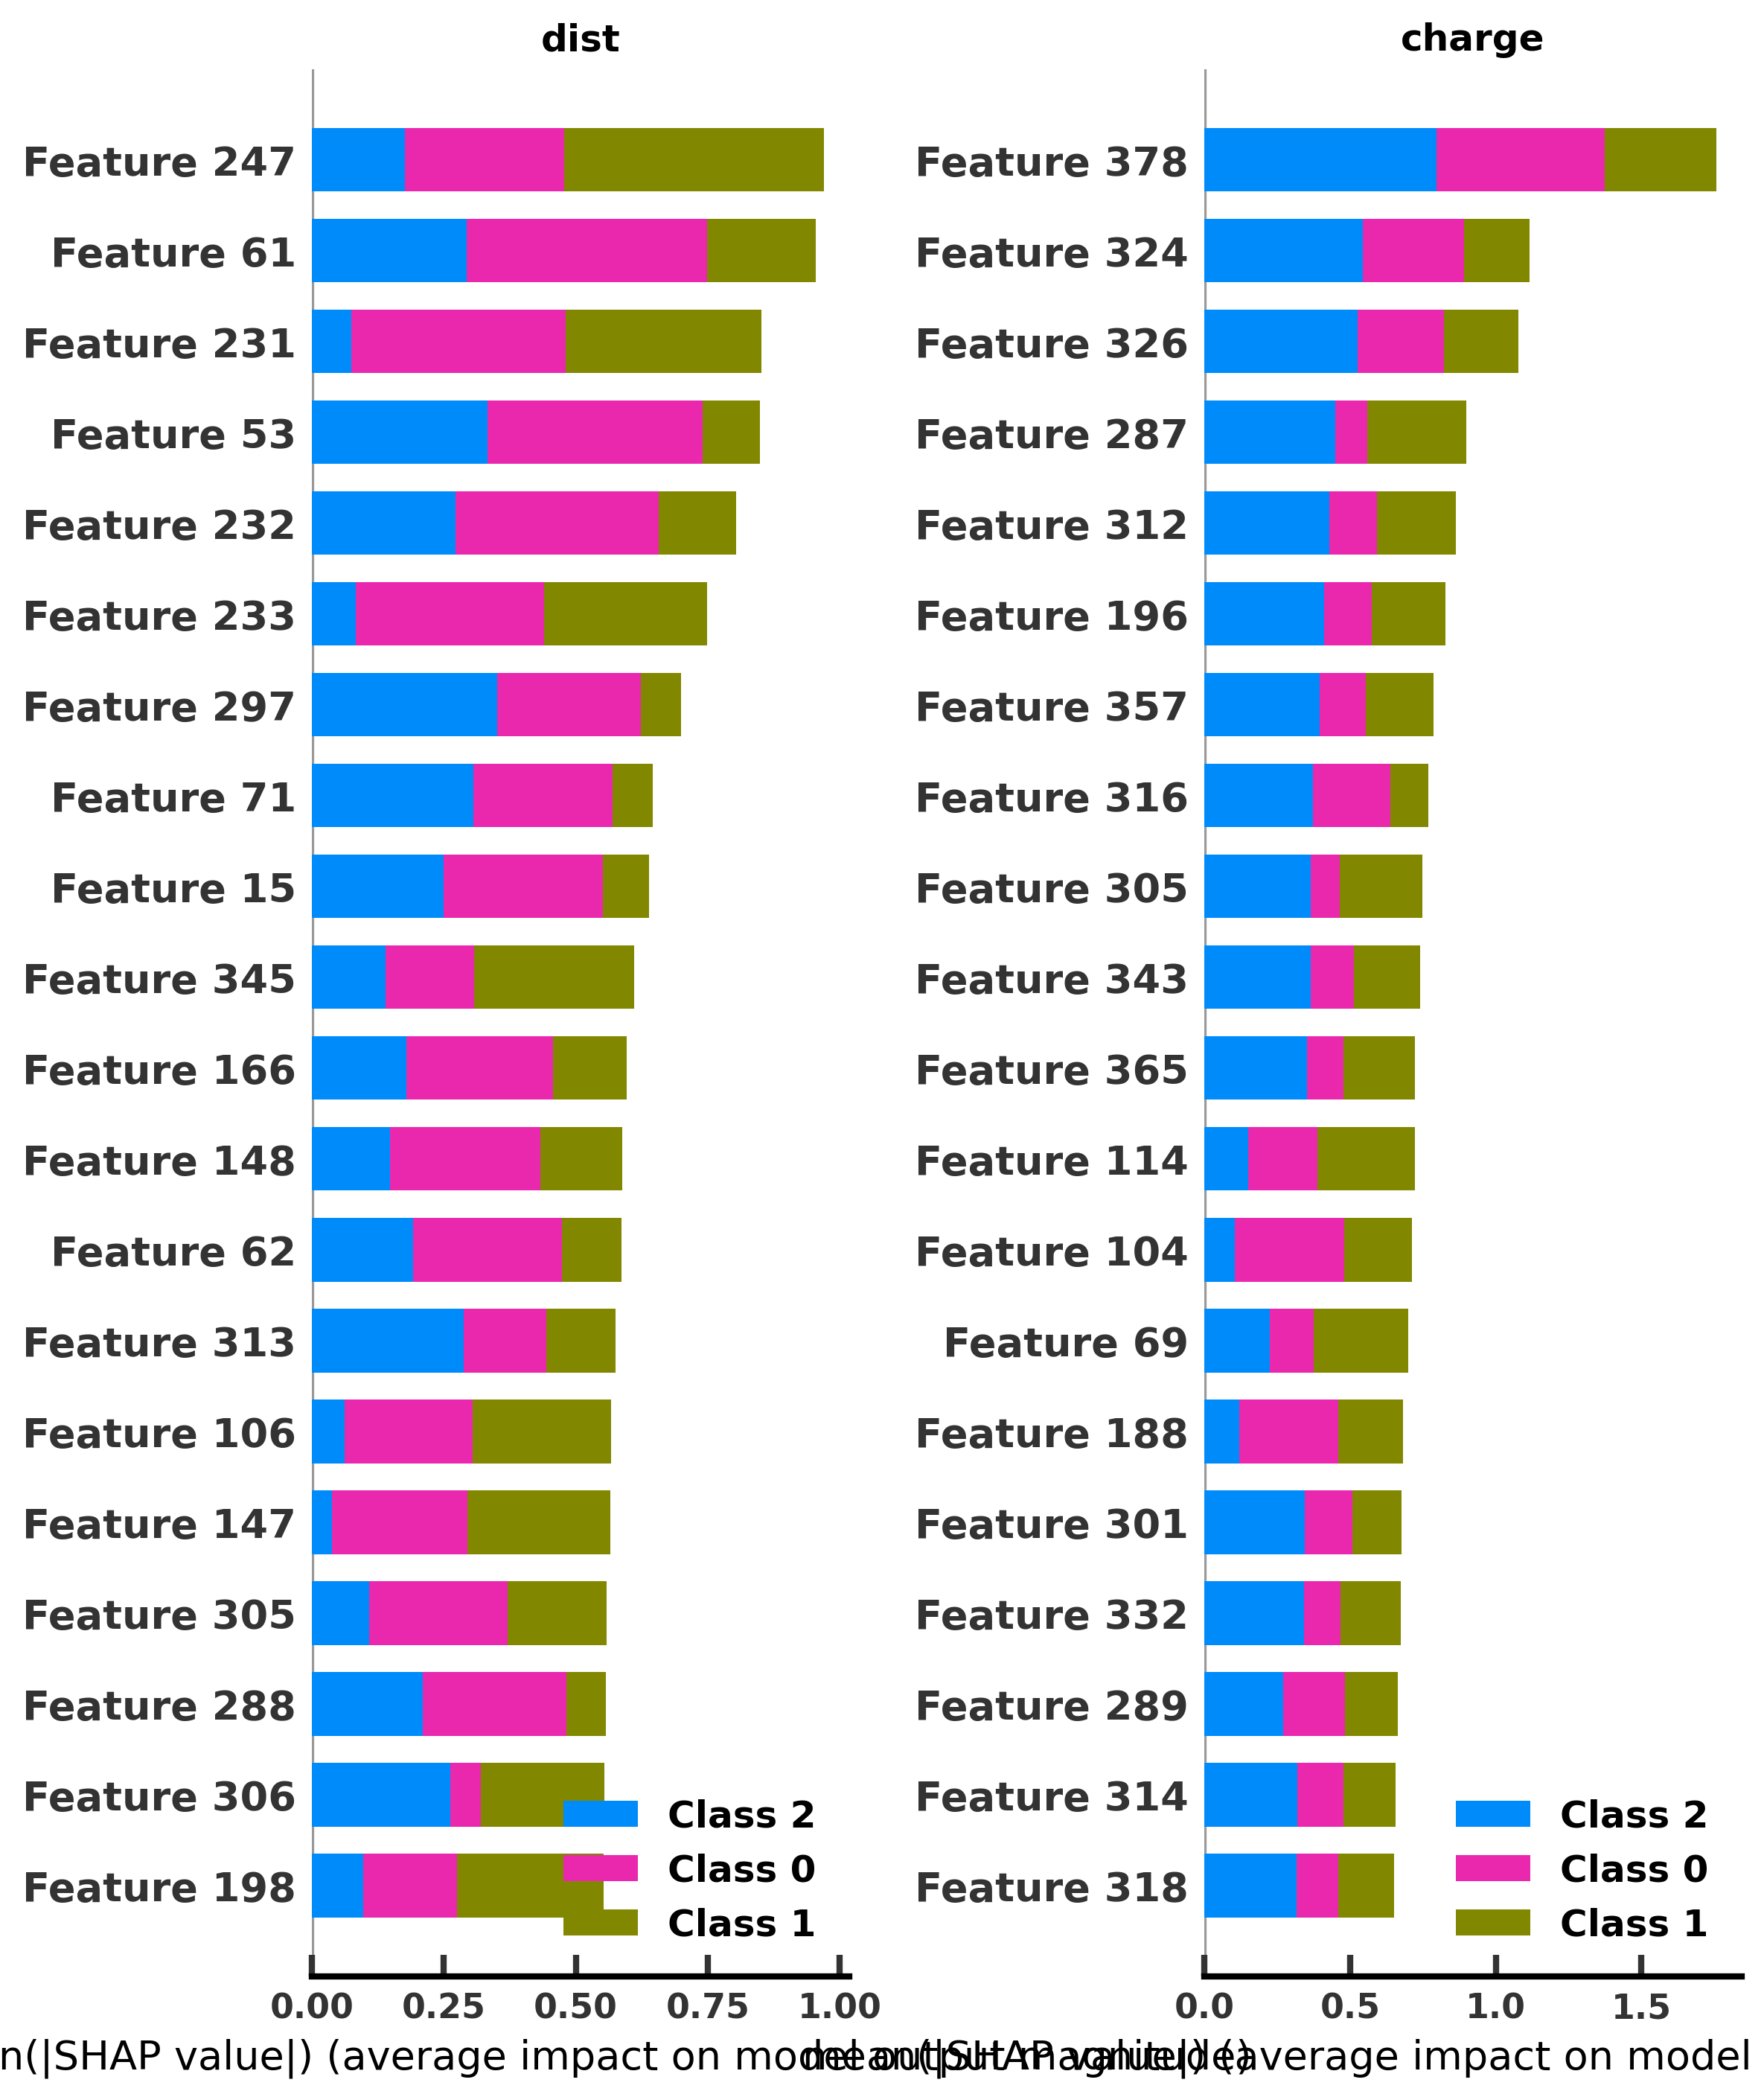 dist
Feature 247
Feature 61
Feature 231
Feature 53
Feature 232
Feature 233
Feature 297
Feature 71
Feature 15
Feature 345
Feature 166
Feature 148
Feature 62
Feature 313
Feature 106
Feature 147
Feature 305
Feature 288
Feature 306
Feature 198
Class 2
Class 0
Class 1
0.00 0.25 0.50 0.75 1.00
n(|SHAP value|) (average impact on model output magnitude)
charge
Feature 378
Feature 324
Feature 326
Feature 287
Feature 312
Feature 196
Feature 357
Feature 316
Feature 305
Feature 343
Feature 365
Feature 114
Feature 104
Feature 69
Feature 188
Feature 301
Feature 332
Feature 289
Feature 314
Feature 318
Class 2
Class 0
Class 1
0.0 0.5 1.0 1.5
mean(|SHAP value|) (average impact on model